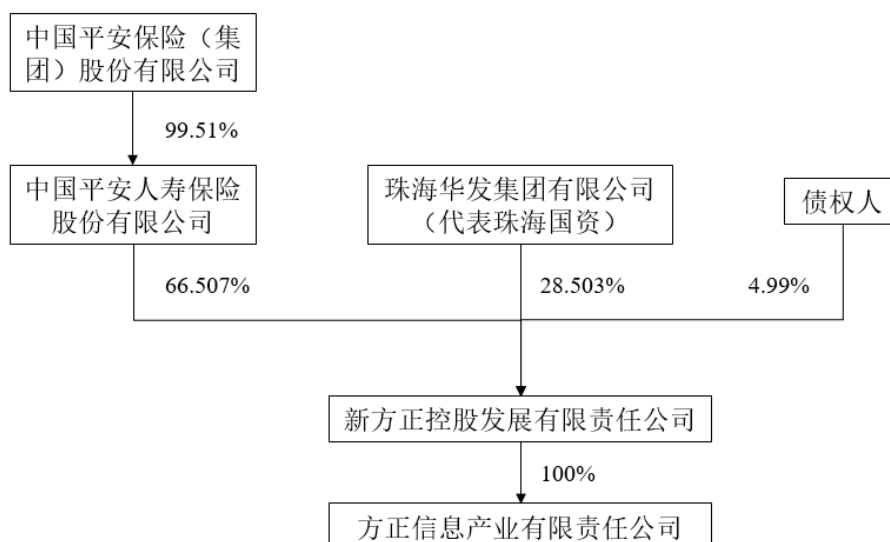 中国平安保险（集
团）股份有限公司
99.51%
中国平安人寿保险
股份有限公司
珠海华发集团有限公司
（代表珠海国资）
债权人
66.507%
28.503%
4.99%
新方正控股发展有限责任公司
100%
方正信息产业有限责任公司